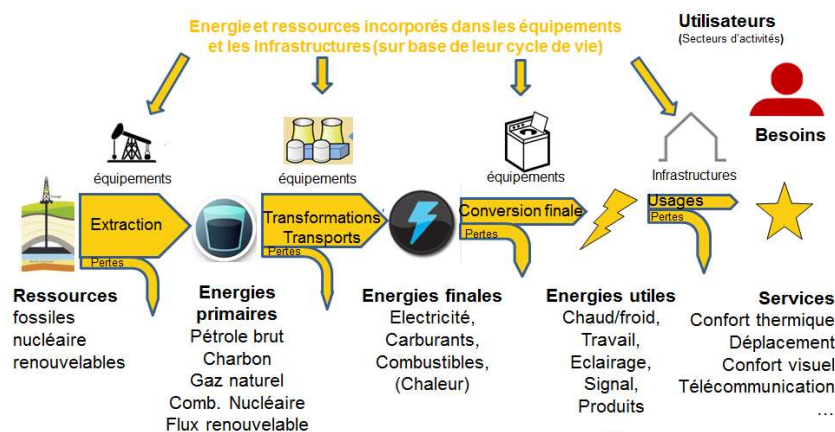 Energie et ressources incorporés dans les équipements
et les infrastructures (sur base de leur cycle de vie)
Utilisateurs
(Secteurs d'activités)
Besoins
équipements
équipements
équipements
Infrastructures
Extraction
Pertes
Transformations
Transports
Pertes
Conversion finale
Pertes
Usages
Pertes
Ressources
fossiles
nucléaire
renouvelables
Energies
primaires
Pétrole brut
Charbon
Gaz naturel
Comb. Nucléaire
Flux renouvelable
Energies finales
Electricité,
Carburants,
Combustibles,
(Chaleur)
Energies utiles
Chaud/froid,
Travail,
Eclairage,
Signal,
Produits
Services
Confort thermique
Déplacement
Confort visuel
Télécommunication
…